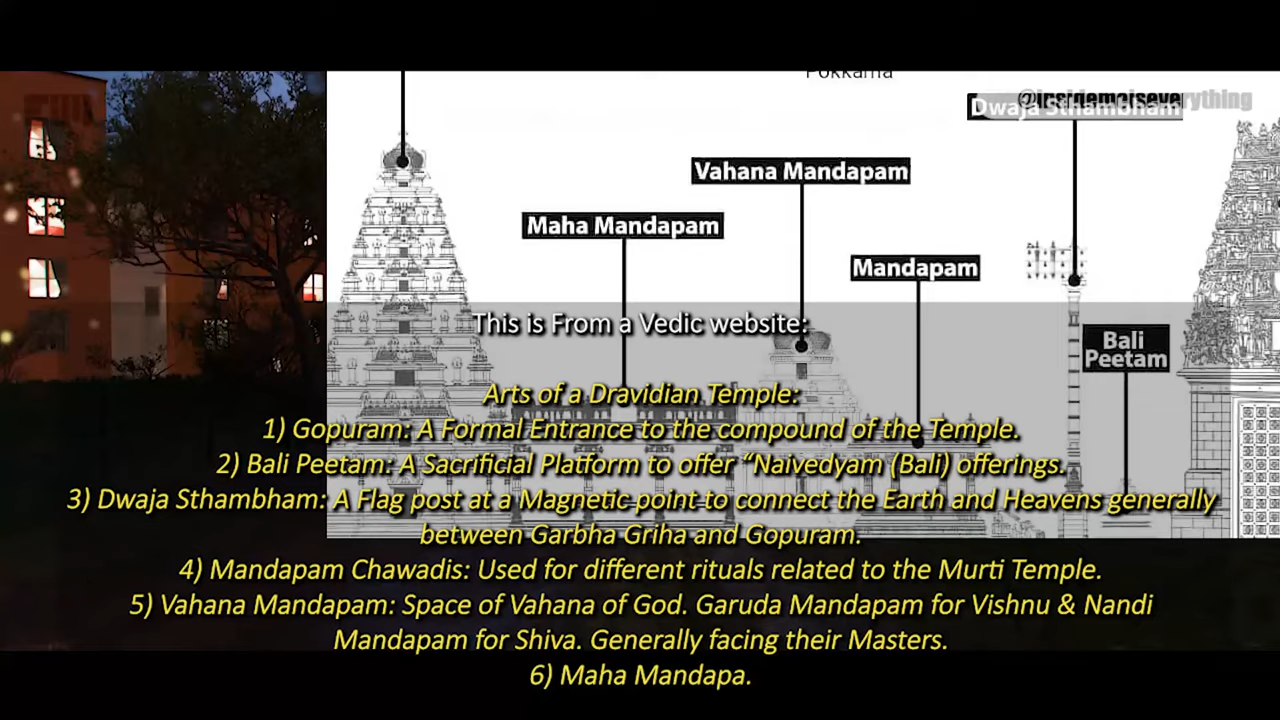 Pokkarna
@insidemeiseverything
Dwaja Sthambham
Vahana Mandapam
Maha Mandapam
Mandapam
Bali
Peetam
This is From a Vedic website:
Arts of a Dravidian Temple:
1) Gopuram: A Formal Entrance to the compound of the Temple.
2) Bali Peetam: A Sacrificial Platform to offer “Naivedyam (Bali) offerings.
3) Dwaja Sthambham: A Flag post at a Magnetic point to connect the Earth and Heavens generally
between Garbha Griha and Gopuram.
4) Mandapam Chawadis: Used for different rituals related to the Murti Temple.
5) Vahana Mandapam: Space of Vahana of God. Garuda Mandapam for Vishnu & Nandi
Mandapam for Shiva. Generally facing their Masters.
6) Maha Mandapa.